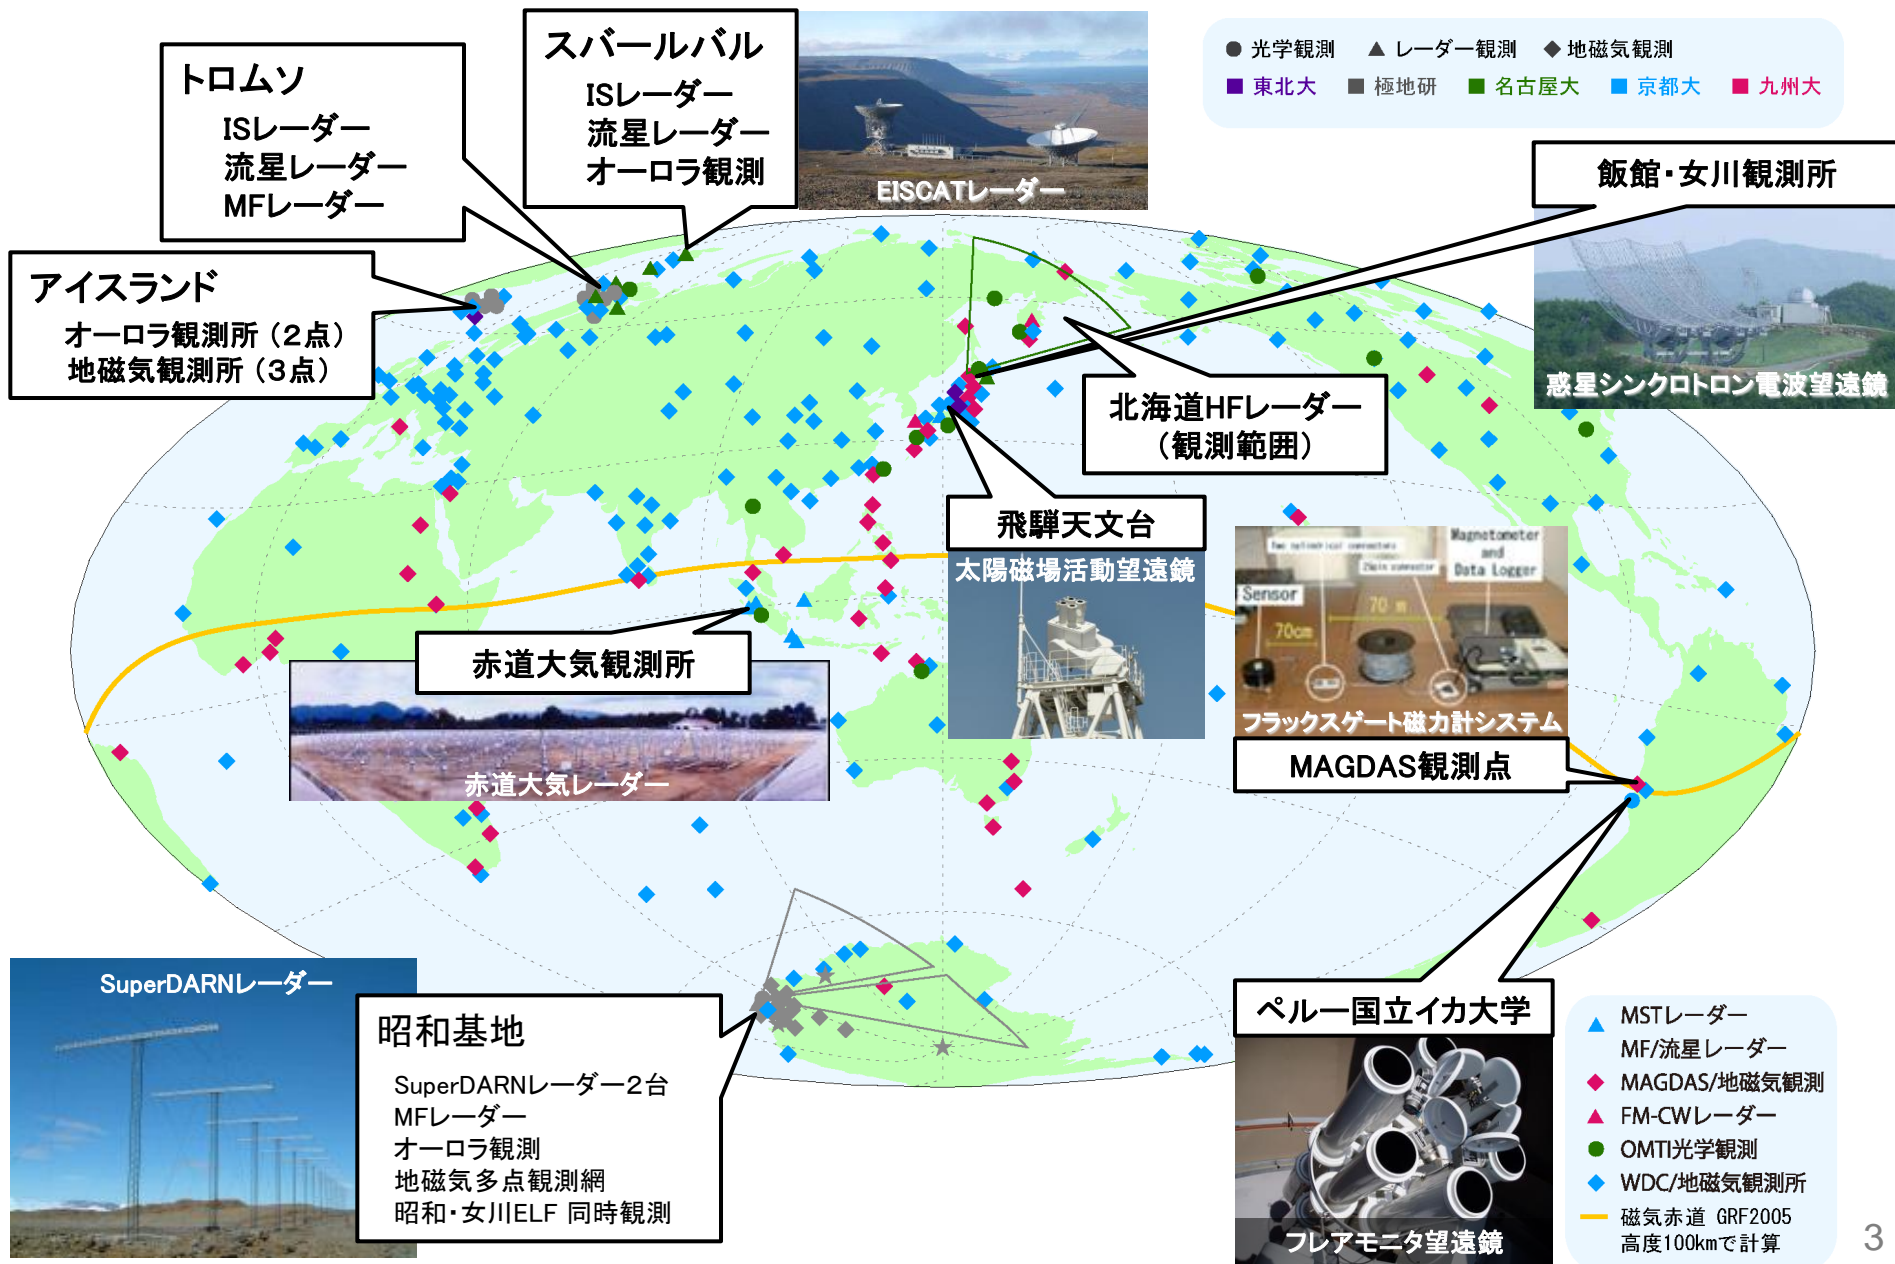 スバールバル
ISレーダー
流星レーダー
オーロラ観測
EISCATレーダー
トロムソ
ISレーダー
流星レーダー
MFレーダー
アイスランド
オーロラ観測所（２点）
地磁気観測所（３点）
● 光学観測 ▲ レーダー観測 ◆ 地磁気観測
■ 東北大 ■ 極地研 ■ 名古屋大 ■ 京都大 ■ 九州大
飯館・女川観測所
惑星シンクロトロン電波望遠鏡
北海道HFレーダー
（観測範囲）
飛騨天文台
太陽磁場活動望遠鏡
Two cylindrical connectors
Magnetometer
and
Data Logger
25pin connector
Sensor
70 m
70cm
フラックスゲート磁力計システム
MAGDAS観測点
赤道大気観測所
赤道大気レーダー
SuperDARNレーダー
昭和基地
SuperDARNレーダー２台
MFレーダー
オーロラ観測
地磁気多点観測網
昭和・女川ELF 同時観測
ペルー国立イカ大学
フレアモニタ望遠鏡
MSTレーダー
MF/流星レーダー
MAGDAS/地磁気観測
FM-CWレーダー
OMTI光学観測
WDC/地磁気観測所
磁気赤道 GRF2005
高度100kmで計算
3